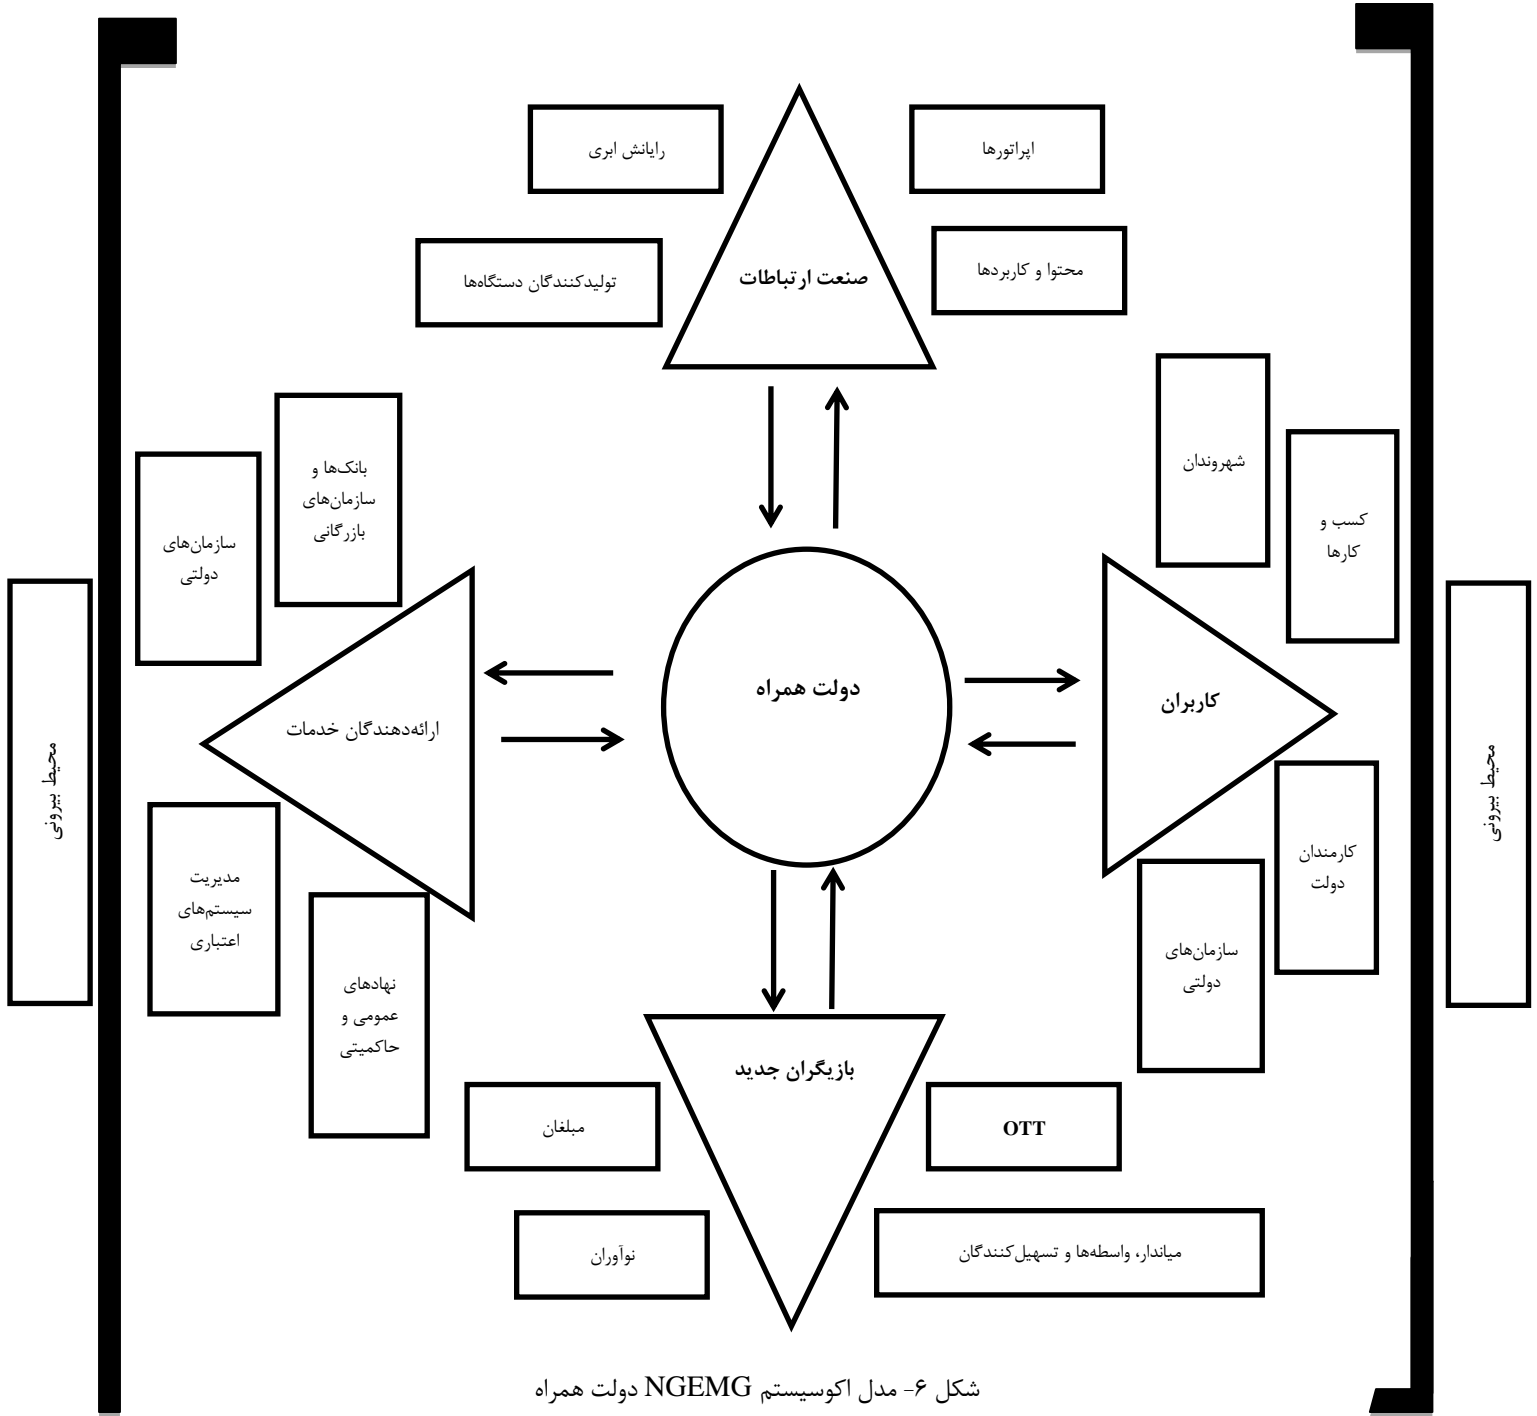 اپراتورها
رایانش ابری
محتوا و کاربردها
تولیدکنندگان دستگاه‌ها
صنعت ارتباطات
شهروندان
کسب و
کارها
بانک‌ها و
سازمان‌های
بازرگانی
سازمان‌های
دولتی
محیط بیرونی
کاربران
دولت همراه
ارائه‌دهندگان خدمات
محیط بیرونی
کارمندان
دولت
سازمان‌های
دولتی
مدیریت
سیستم‌های
اعتباری
نهادهای
عمومی و
حاکمیتی
بازیگران جدید
OTT
مبلغان
میاندار، واسطه‌ها و تسهیل‌کنندگان
نوآوران
شکل ۶- مدل اکوسیستم NGEMG دولت همراه